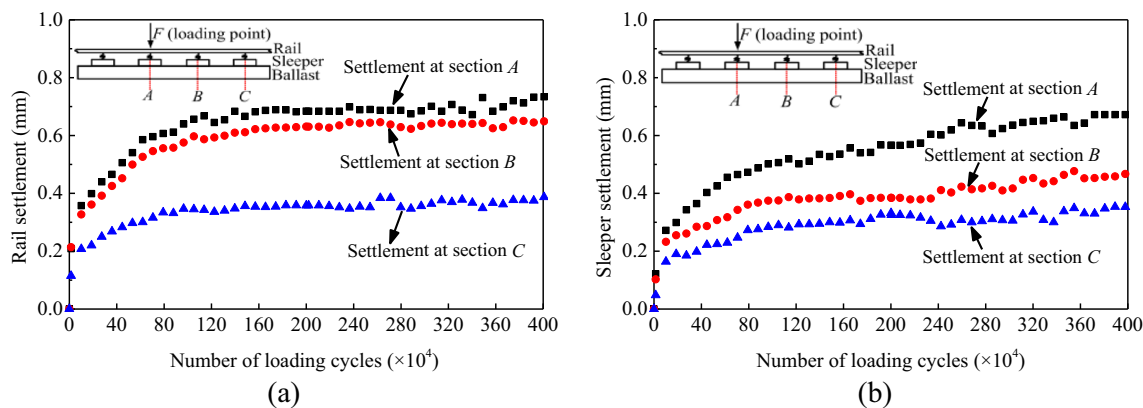 1.0
0.8
0.6
0.4
0.2
0.0
Rail settlement (mm)
F (loading point)
Rail
Sleeper
Ballast
A B C
Settlement at section A
Settlement at section B
Settlement at section C
0 40 80 120 160 200 240 280 320 360 400
Number of loading cycles (×10⁴)
(a)
1.0
0.8
0.6
0.4
0.2
0.0
Sleeper settlement (mm)
F (loading point)
Rail
Sleeper
Ballast
A B C
Settlement at section A
Settlement at section B
Settlement at section C
0 40 80 120 160 200 240 280 320 360 400
Number of loading cycles (×10⁴)
(b)